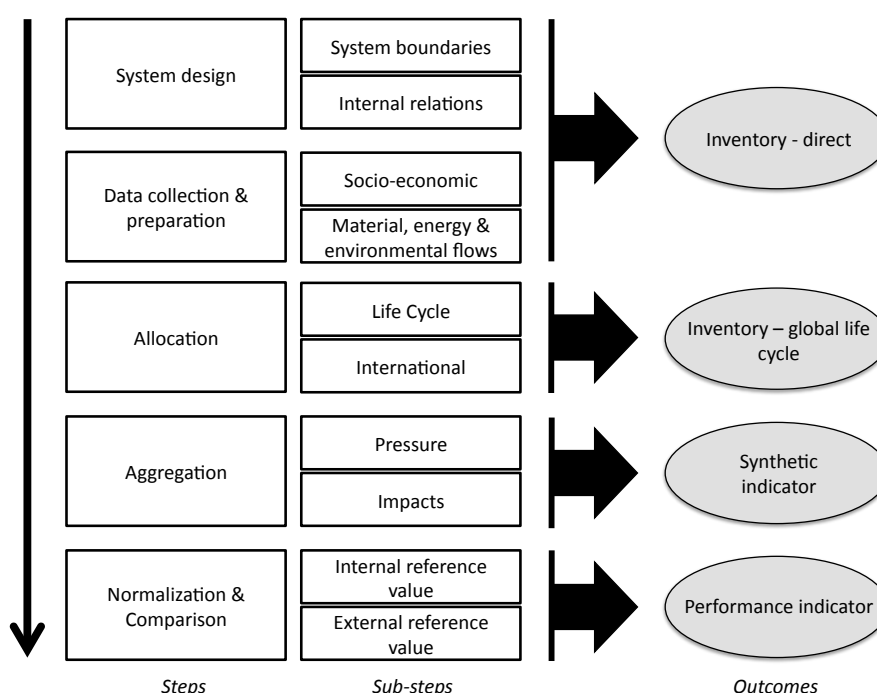 System design
System boundaries
Internal relations
Inventory - direct
Data collection &
preparation
Socio-economic
Material, energy &
environmental flows
Allocation
Life Cycle
International
Inventory – global life
cycle
Aggregation
Pressure
Impacts
Synthetic
indicator
Normalization &
Comparison
Internal reference
value
External reference
value
Performance indicator
Steps
Sub-steps
Outcomes